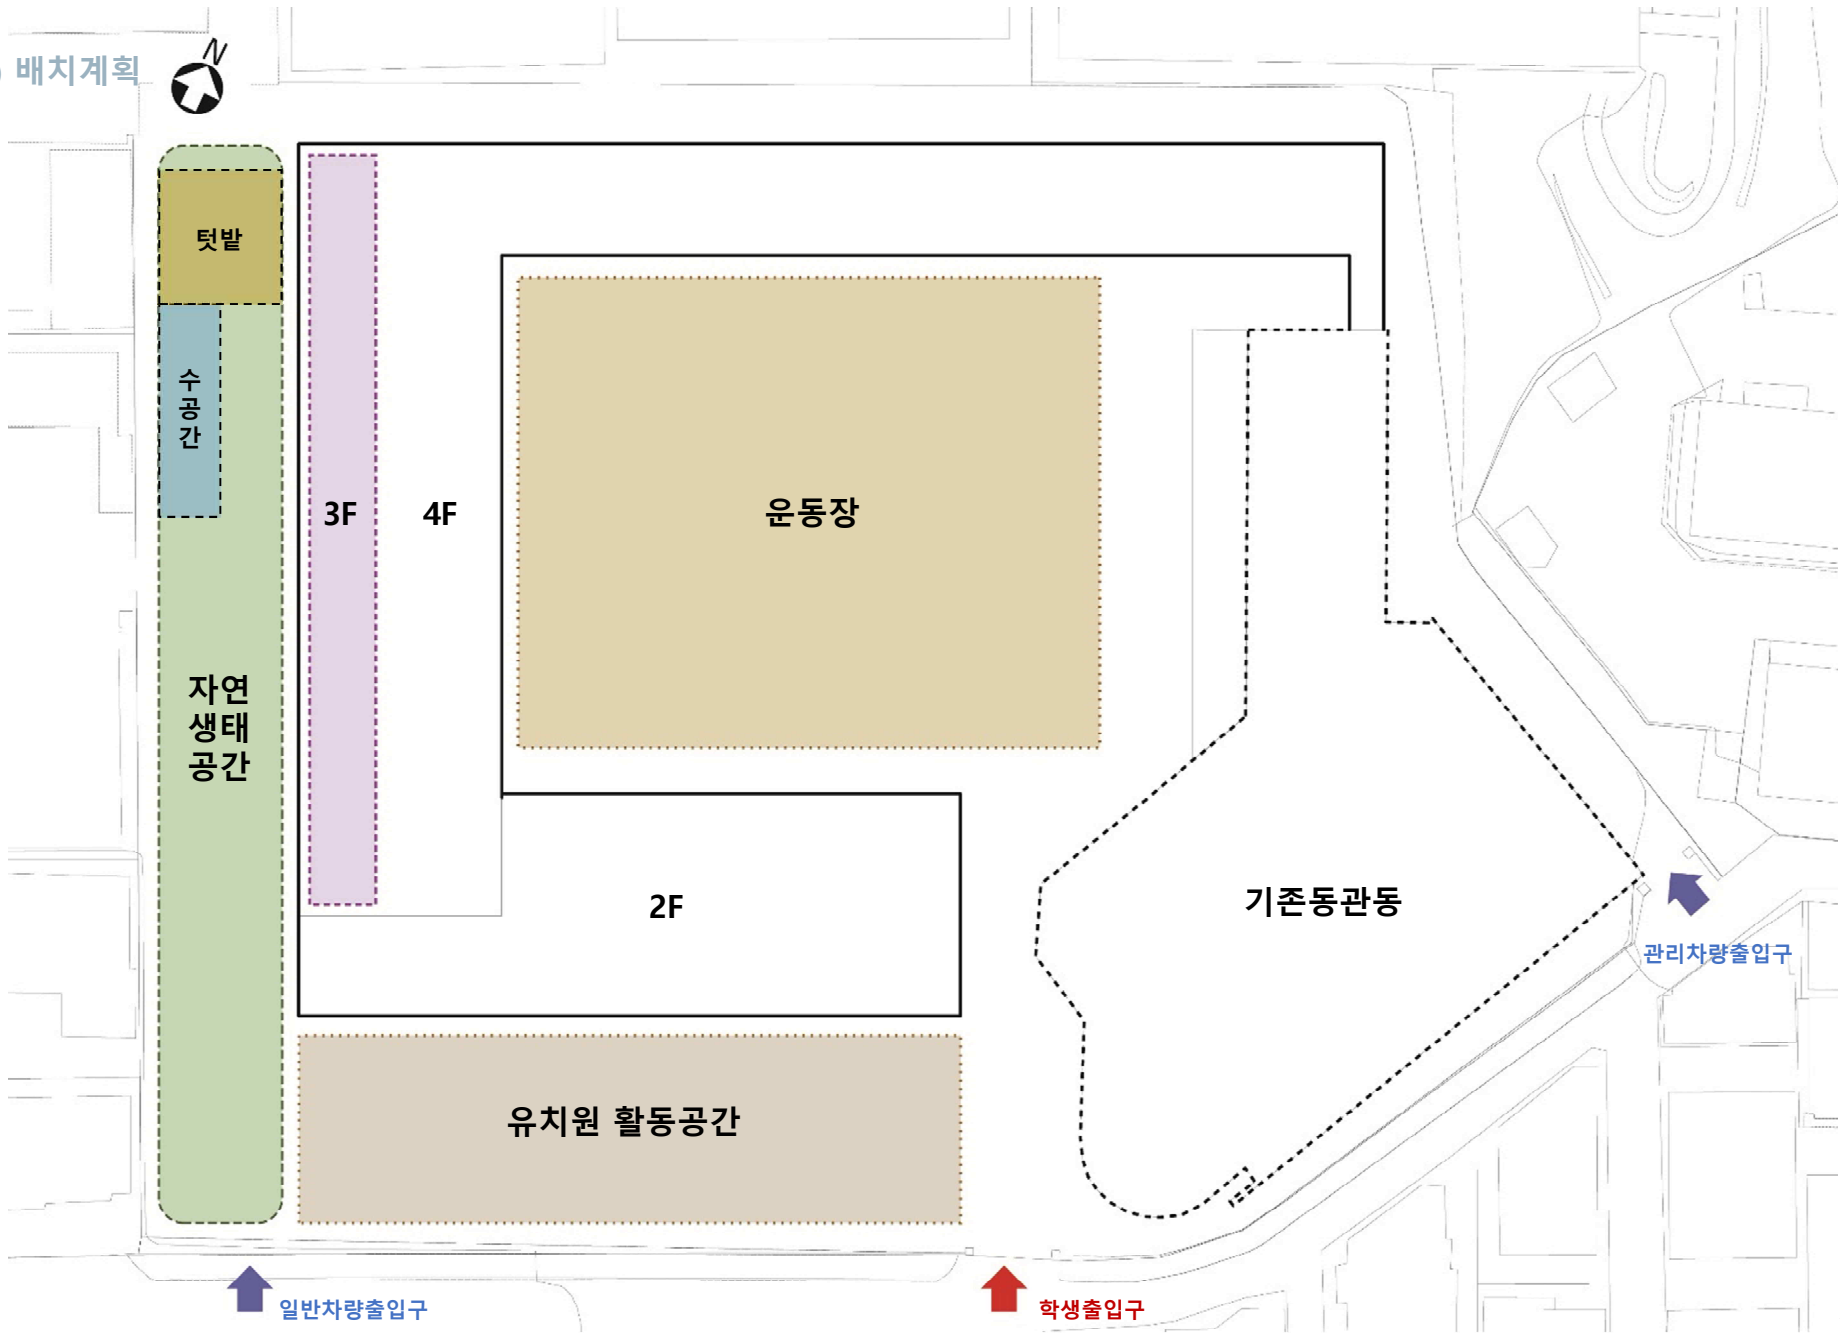 N
배치계획
텃밭
수
공
간
3F
4F
운동장
자연
생태
공간
2F
기존동관동
관리차량출입구
유치원 활동공간
일반차량출입구
학생출입구